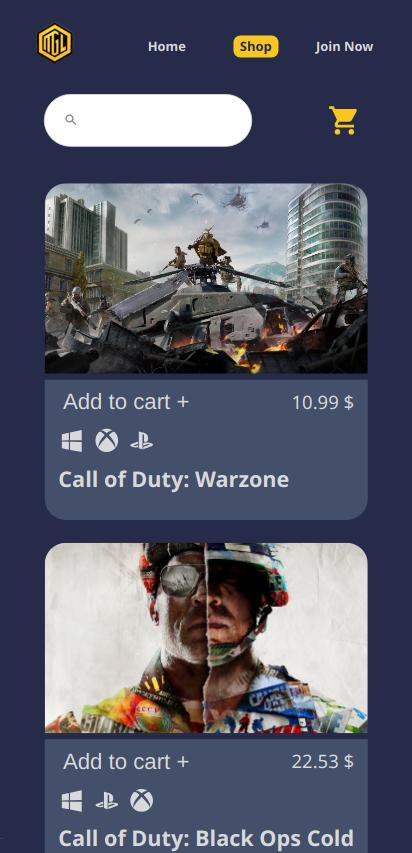 NGL
Home Shop Join Now
Add to cart + 10.99 $
Call of Duty: Warzone
Add to cart + 22.53 $
Call of Duty: Black Ops Cold